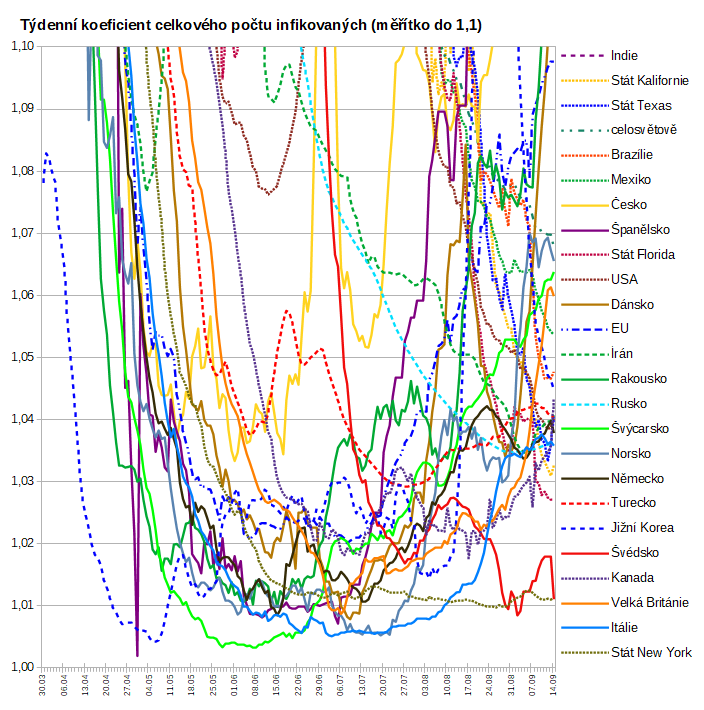 Týdenní koeficient celkového počtu infikovaných (měřítko do 1,1)
1,10
1,09
1,08
1,07
1,06
1,05
1,04
1,03
1,02
1,01
1,00
30.03
06.04
13.04
20.04
27.04
04.05
11.05
18.05
25.05
01.06
08.06
15.06
22.06
29.06
06.07
13.07
20.07
27.07
03.08
10.08
17.08
24.08
31.08
07.09
14.09
Indie
Stát Kalifornie
Stát Texas
celosvětově
Brazílie
Mexiko
Česko
Španělsko
Stát Florida
USA
Dánsko
EU
Írán
Rakousko
Rusko
Švýcarsko
Norsko
Německo
Turecko
Jižní Korea
Švédsko
Kanada
Velká Británie
Itálie
Stát New York